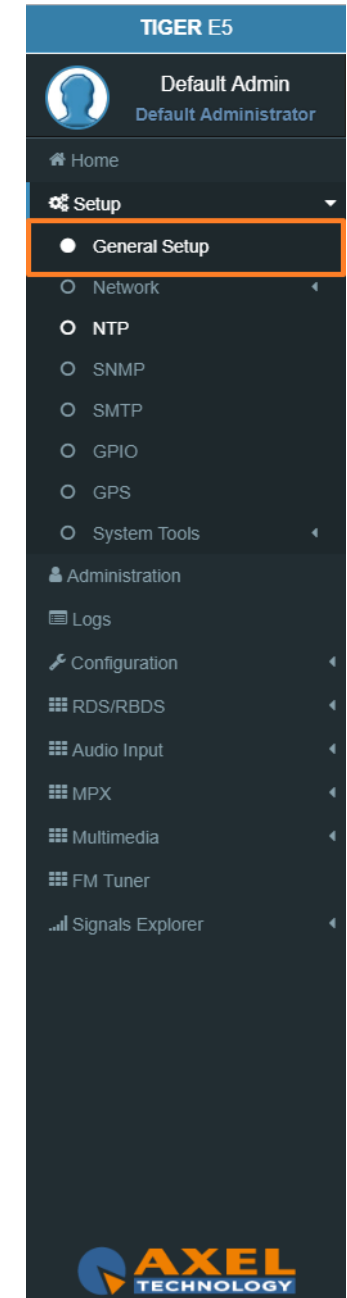 TIGER E5
Default Admin
Default Administrator
Home
Setup
General Setup
Network
NTP
SNMP
SMTP
GPIO
GPS
System Tools
Administration
Logs
Configuration
RDS/RBDS
Audio Input
MPX
Multimedia
FM Tuner
Signals Explorer
AXEL
TECHNOLOGY